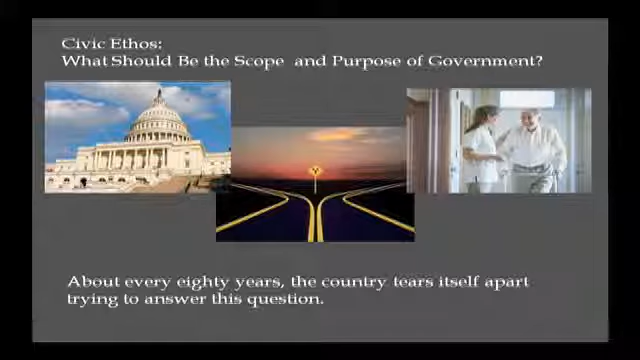 Civic Ethos:
What Should Be the Scope and Purpose of Government?
About every eighty years, the country tears itself apart
trying to answer this question.